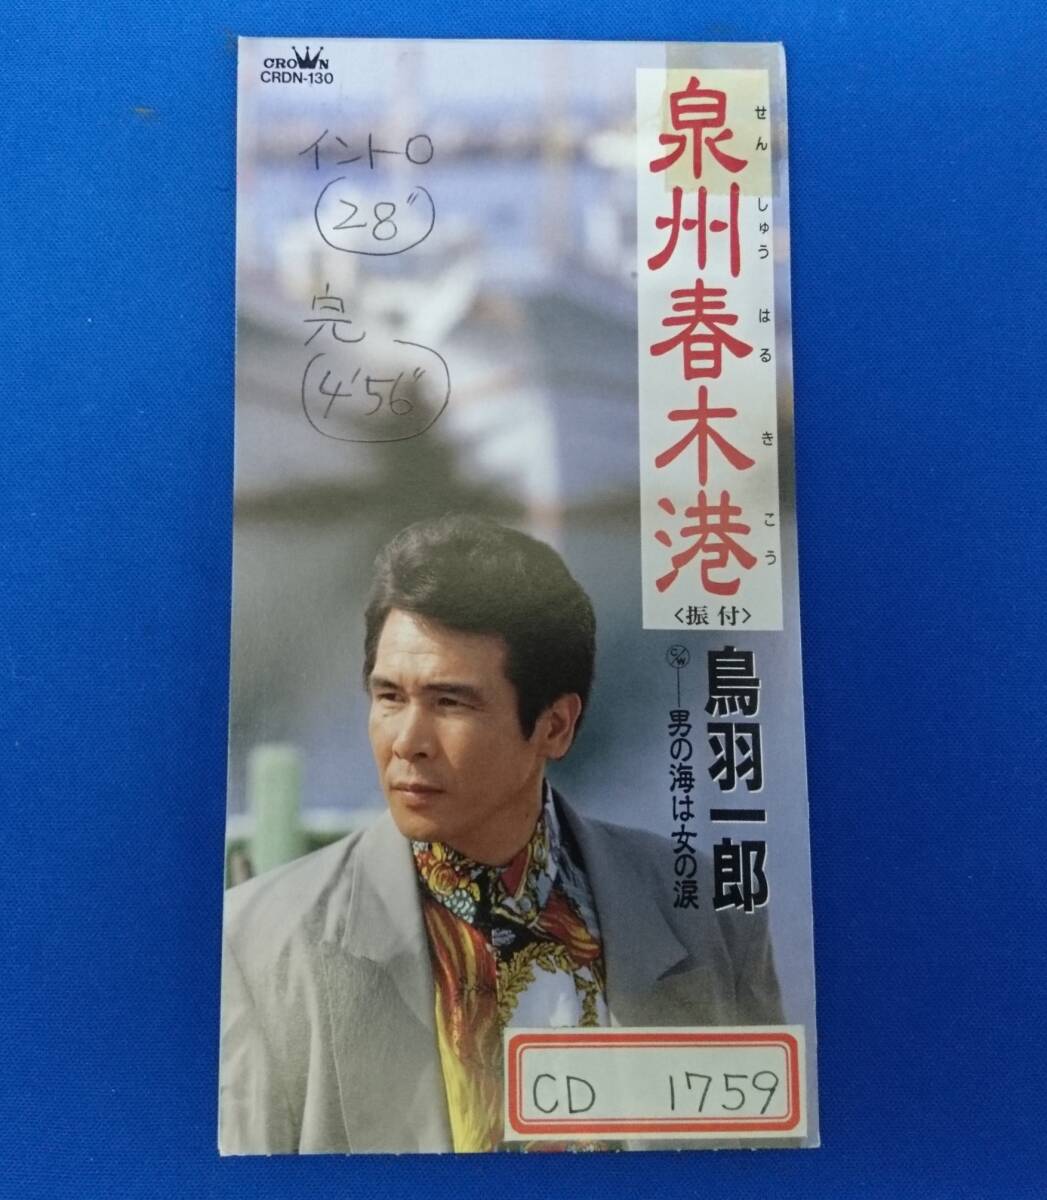 CROWN
CRDN-130
イントロ
28"
完
4'56"
泉州春木港
せんしゅうはるきこう
〈振付〉
鳥羽一郎
C/W―男の海は女の涙
CD 1759